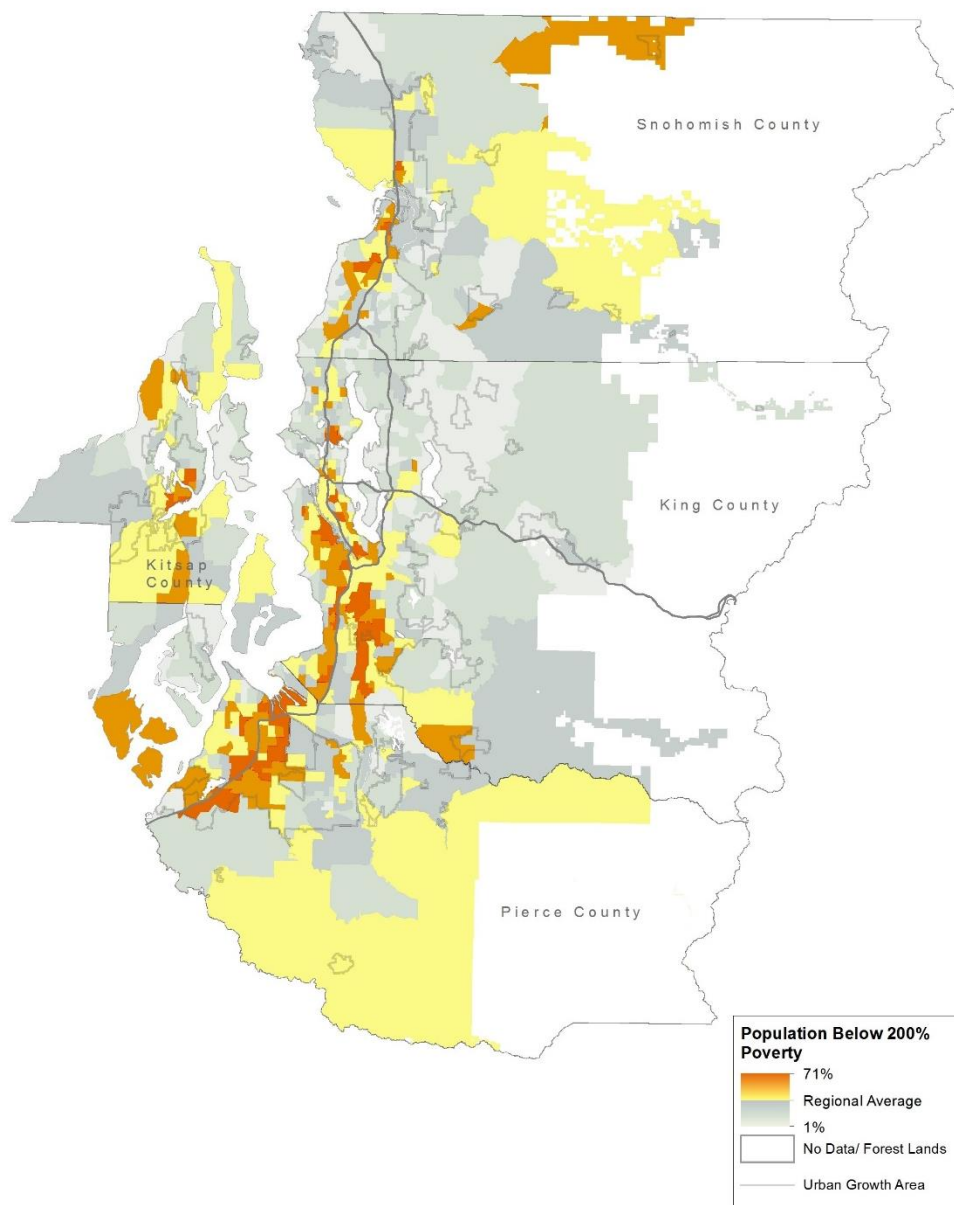 Snohomish County
King County
Kitsap
County
Pierce County
Population Below 200%
Poverty
71%
Regional Average
1%
No Data/ Forest Lands
Urban Growth Area